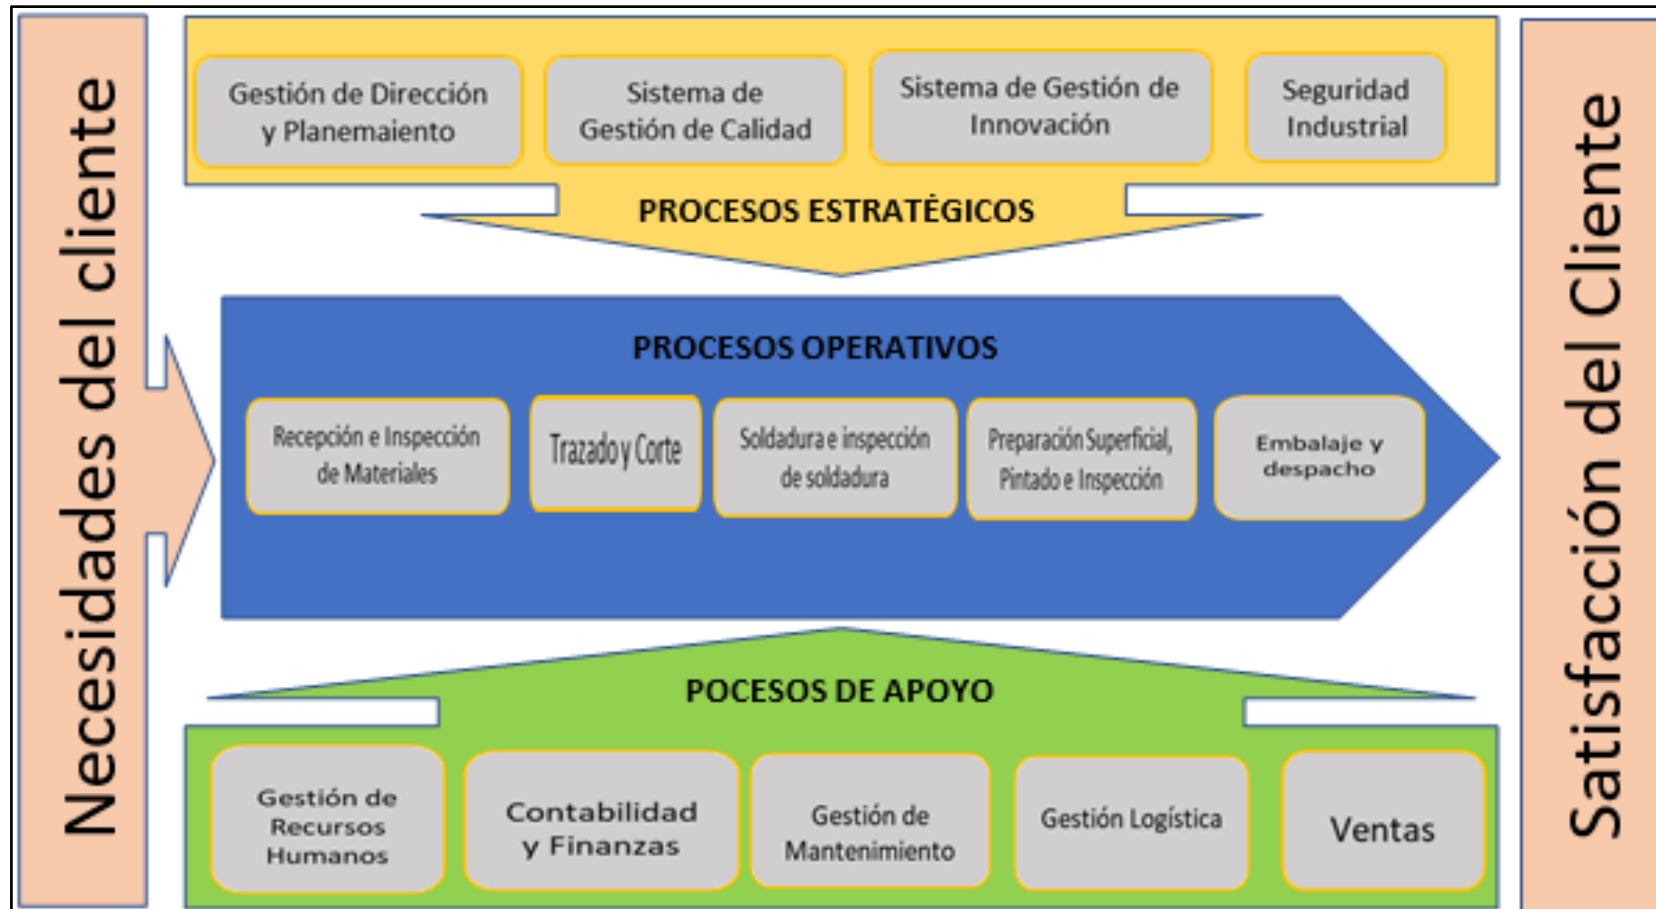 Necesidades del cliente
Gestión de Dirección
y Planemaiento
Sistema de
Gestión de Calidad
Sistema de Gestión de
Innovación
Seguridad
Industrial
PROCESOS ESTRATÉGICOS
PROCESOS OPERATIVOS
Recepción e Inspección
de Materiales
Trazado y Corte
Soldadura e inspección
de soldadura
Preparación Superficial,
Pintado e Inspección
Embalaje y
despacho
POCESOS DE APOYO
Gestión de
Recursos
Humanos
Contabilidad
y Finanzas
Gestión de
Mantenimiento
Gestión Logística
Ventas
Satisfacción del Cliente